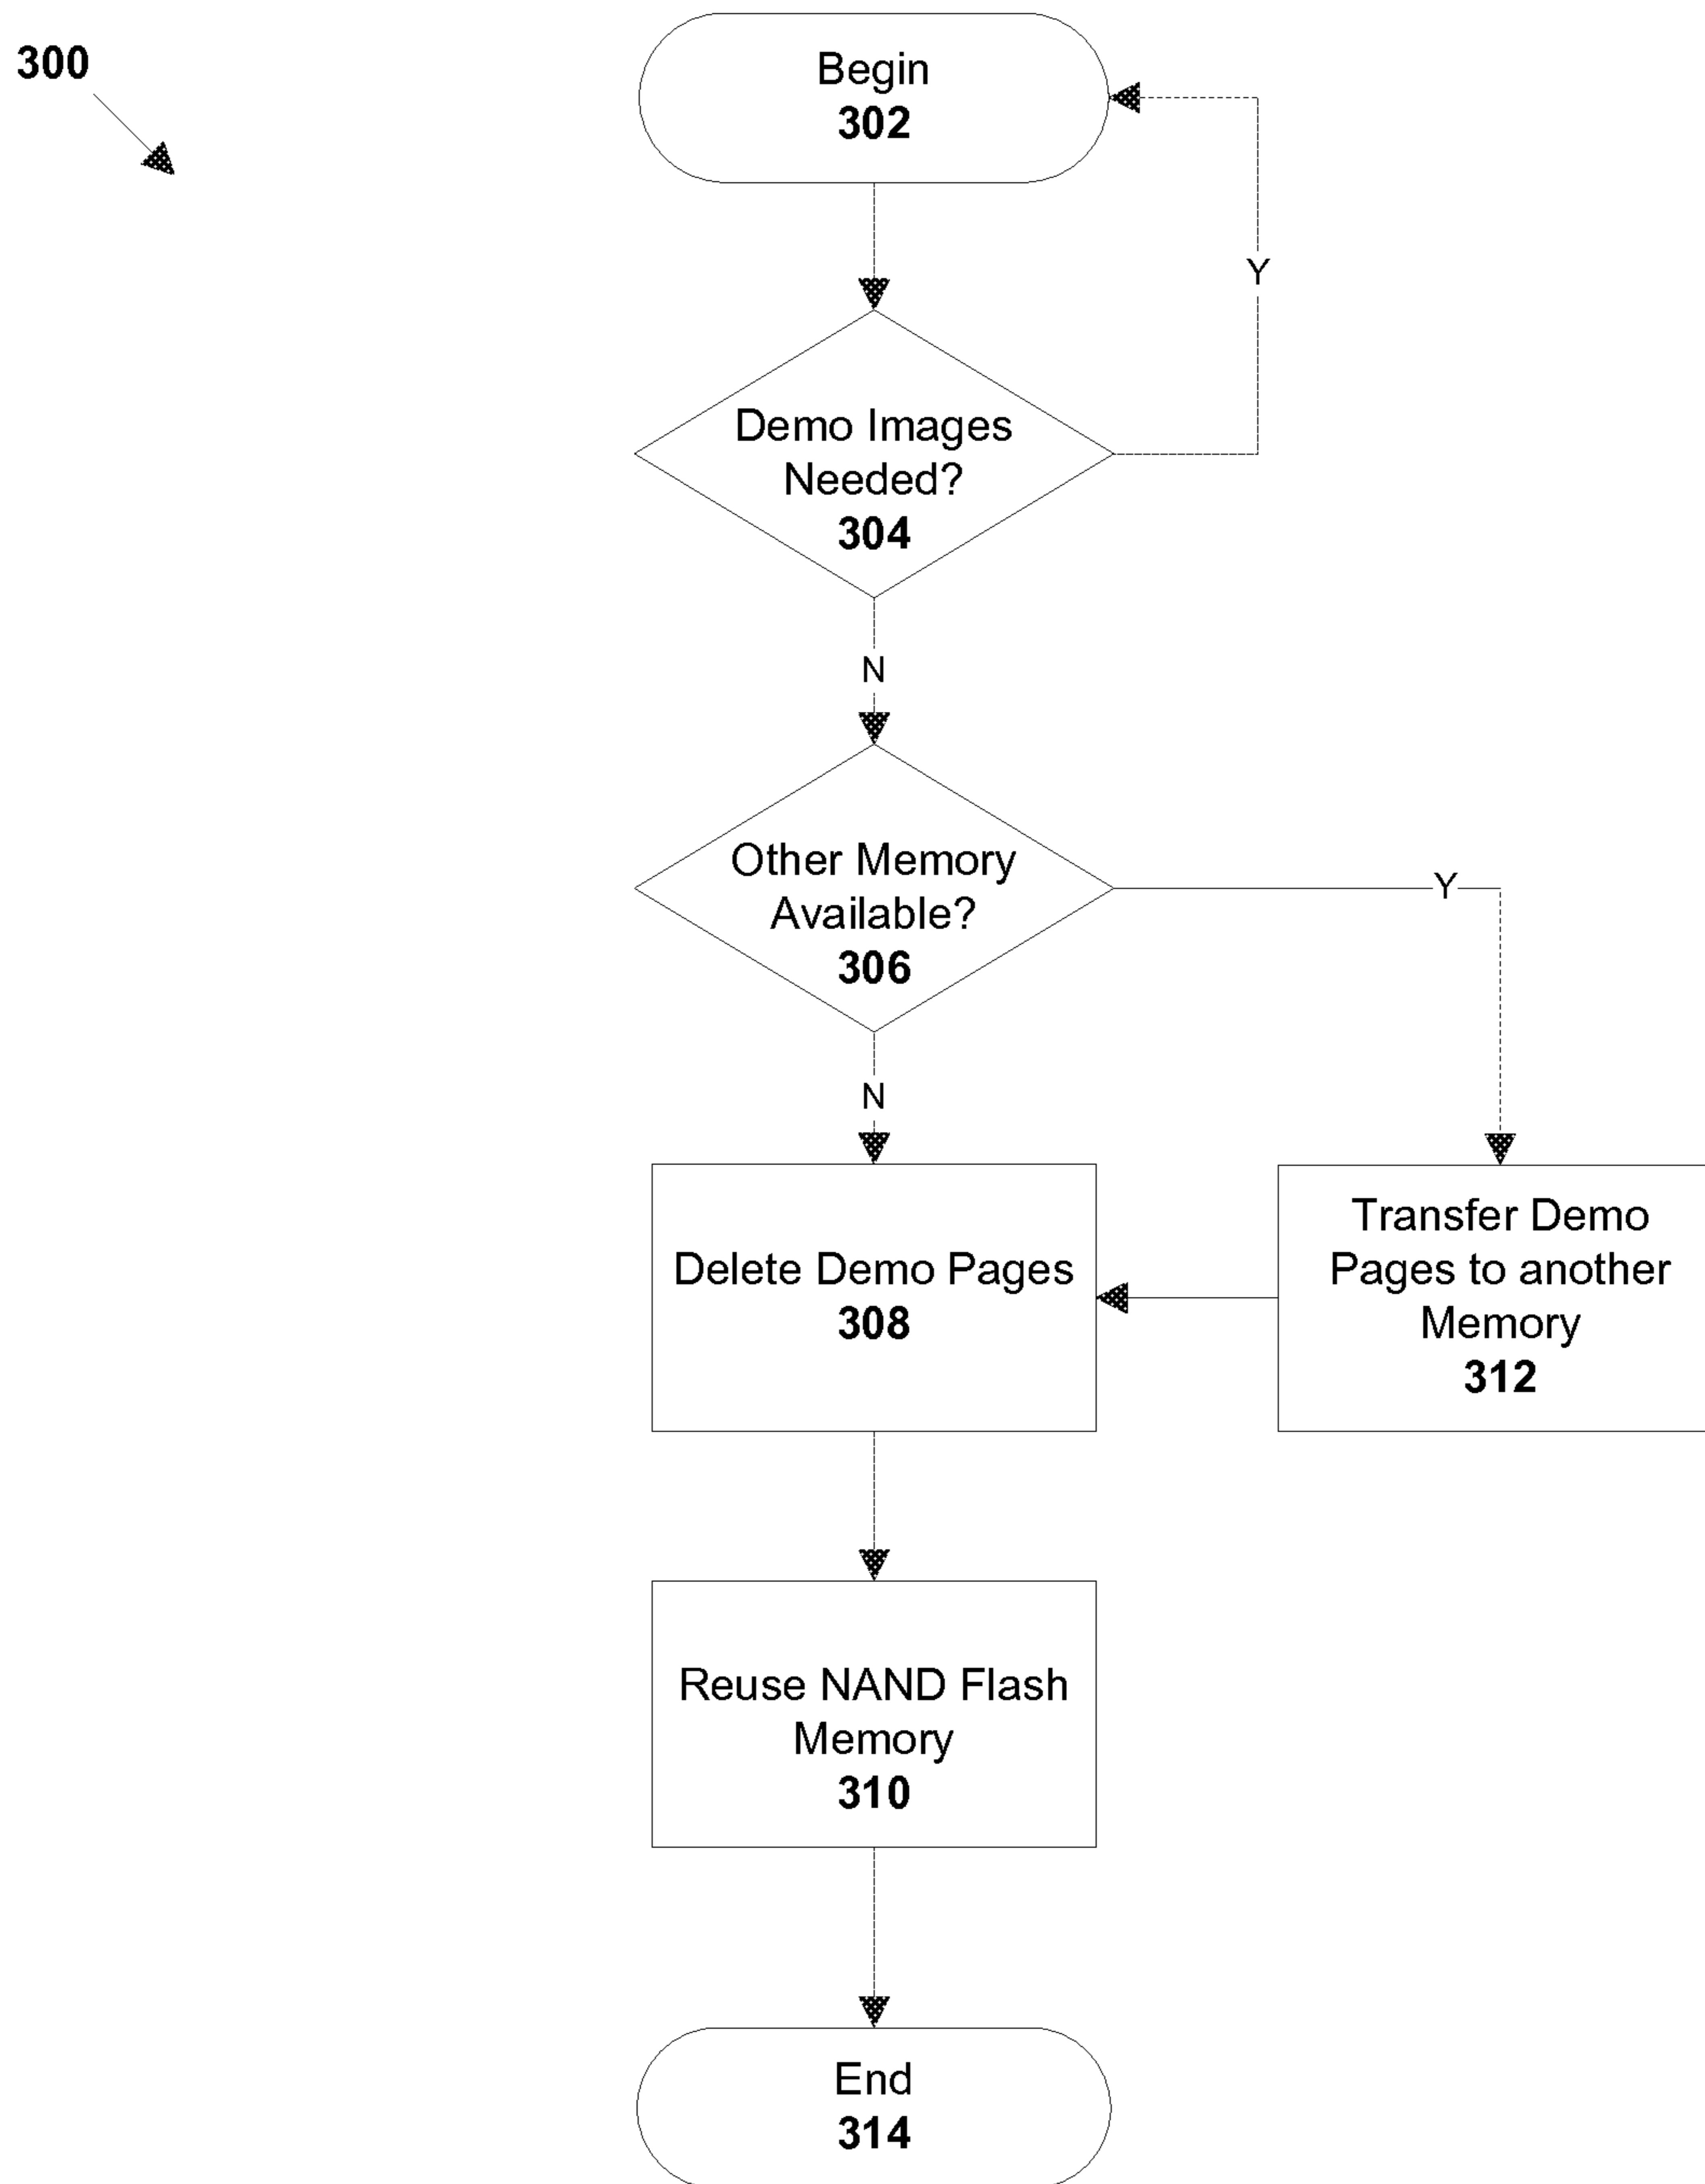 300
Begin
302
Y
Demo Images
Needed?
304
N
Other Memory
Available?
306
Y
N
Delete Demo Pages
308
Transfer Demo
Pages to another
Memory
312
Reuse NAND Flash
Memory
310
End
314